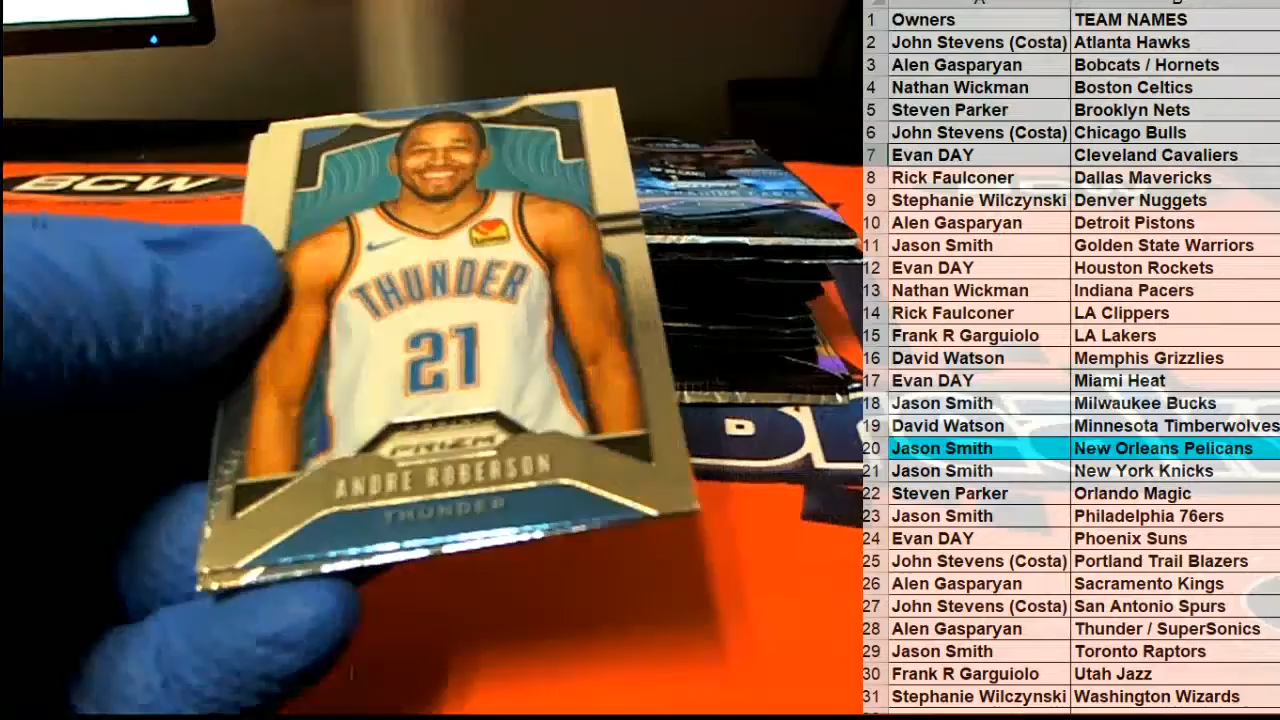 BCW
THUNDER
21
PRIZM
ANDRE ROBERSON
THUNDER
1 Owners TEAM NAMES
2 John Stevens (Costa) Atlanta Hawks
3 Alen Gasparyan Bobcats / Hornets
4 Nathan Wickman Boston Celtics
5 Steven Parker Brooklyn Nets
6 John Stevens (Costa) Chicago Bulls
7 Evan DAY Cleveland Cavaliers
8 Rick Faulconer Dallas Mavericks
9 Stephanie Wilczynski Denver Nuggets
10 Alen Gasparyan Detroit Pistons
11 Jason Smith Golden State Warriors
12 Evan DAY Houston Rockets
13 Nathan Wickman Indiana Pacers
14 Rick Faulconer LA Clippers
15 Frank R Garguiolo LA Lakers
16 David Watson Memphis Grizzlies
17 Evan DAY Miami Heat
18 Jason Smith Milwaukee Bucks
19 David Watson Minnesota Timberwolves
20 Jason Smith New Orleans Pelicans
21 Jason Smith New York Knicks
22 Steven Parker Orlando Magic
23 Jason Smith Philadelphia 76ers
24 Evan DAY Phoenix Suns
25 John Stevens (Costa) Portland Trail Blazers
26 Alen Gasparyan Sacramento Kings
27 John Stevens (Costa) San Antonio Spurs
28 Alen Gasparyan Thunder / SuperSonics
29 Jason Smith Toronto Raptors
30 Frank R Garguiolo Utah Jazz
31 Stephanie Wilczynski Washington Wizards